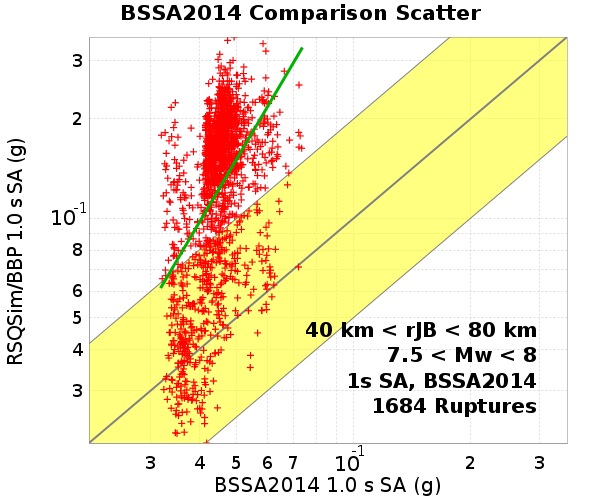 BSSA2014 Comparison Scatter
3
2
10-1
8
7
6
5
4
3
RSQSim/BBP 1.0 s SA (g)
40 km < rJB < 80 km
7.5 < Mw < 8
1s SA, BSSA2014
1684 Ruptures
3 4 5 6 7 10-1 2 3
BSSA2014 1.0 s SA (g)